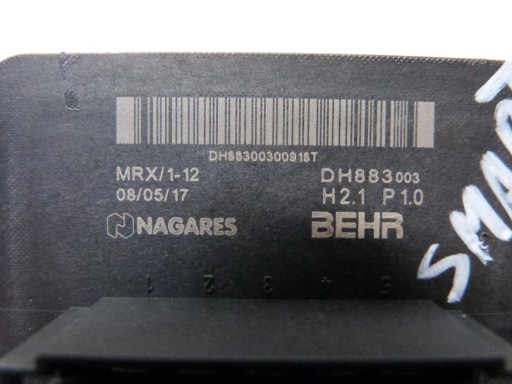 DH88300300918T
MRX/1-12 DH883003
08/05/17 H2.1 P1.0
NAGARES BEHR
1 2 3 4 5
SMART